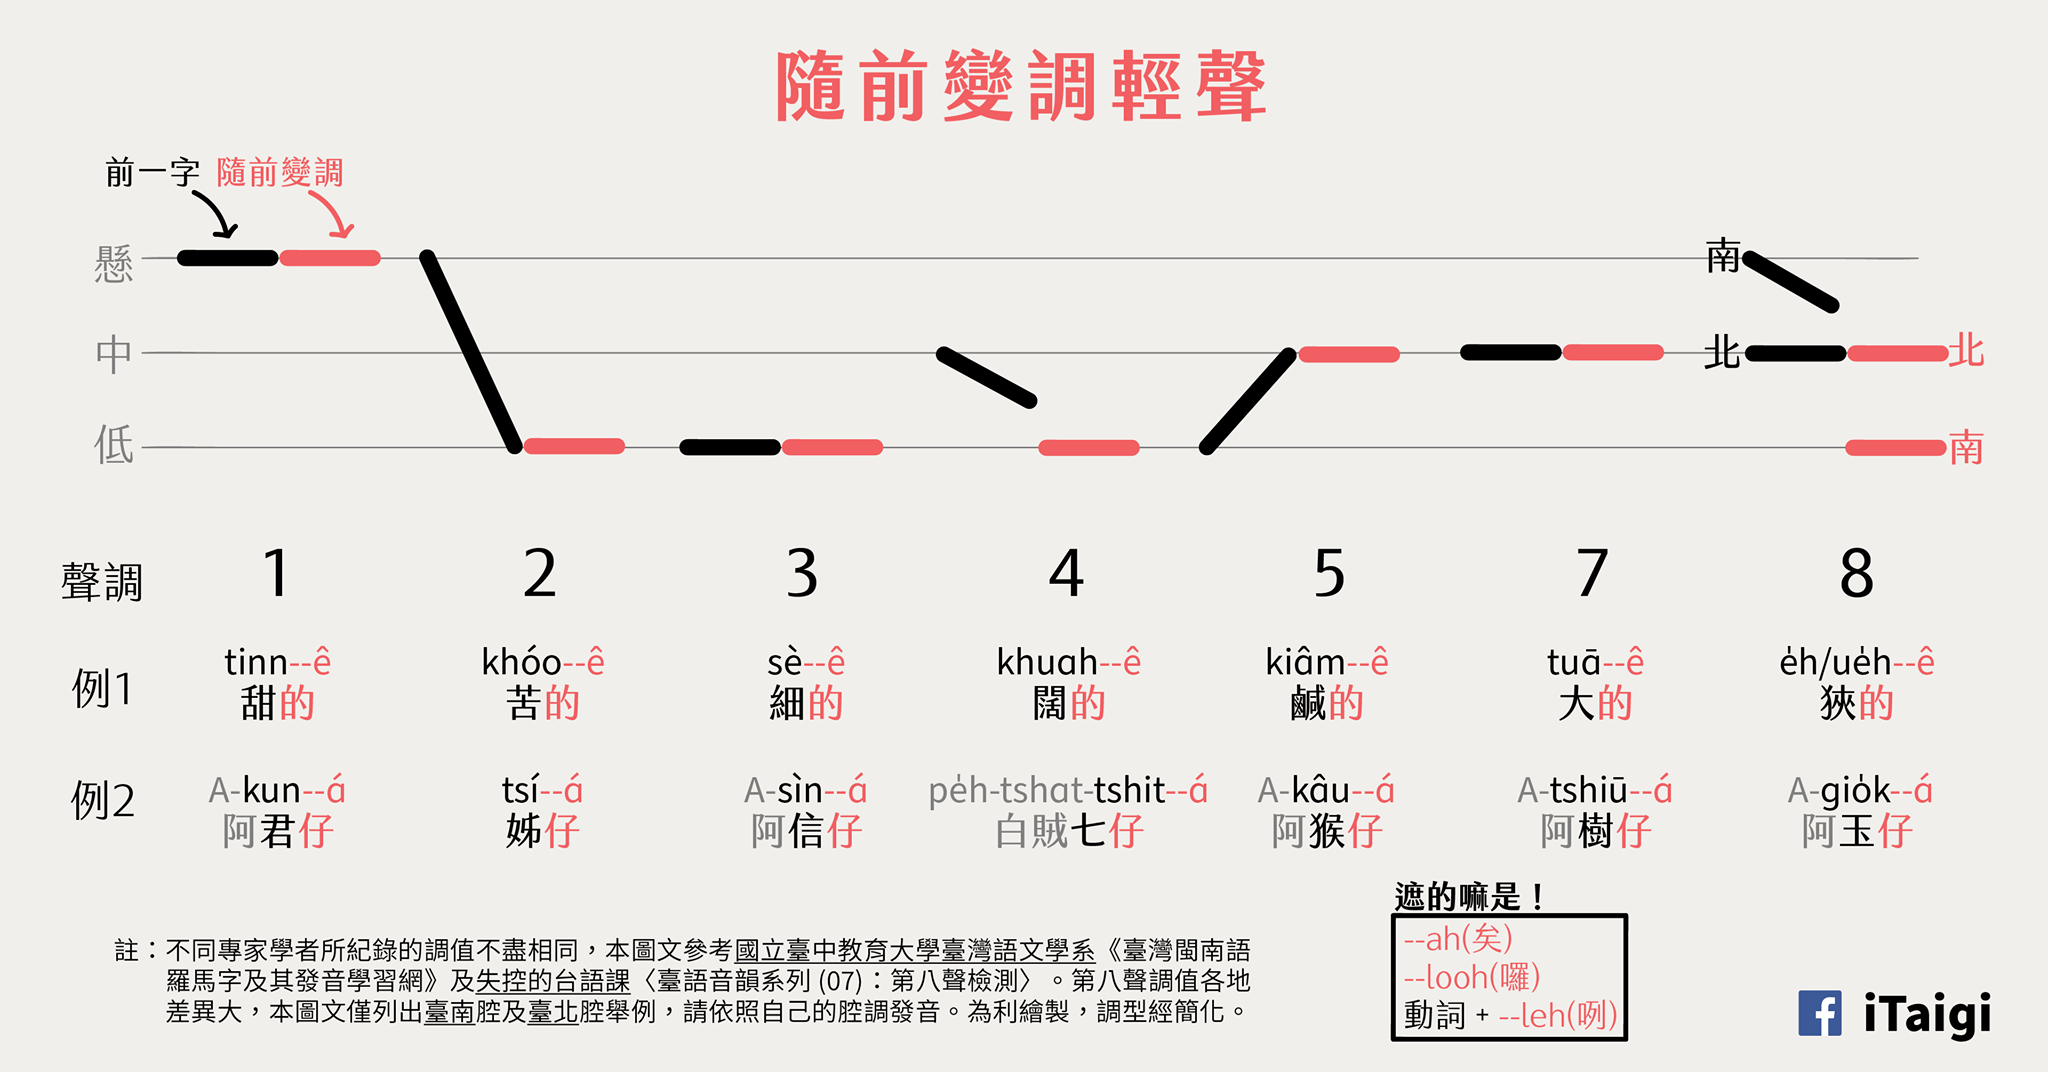 隨前變調輕聲
前一字 隨前變調
懸
南
中
北 北
低
南
聲調 1 2 3 4 5 7 8
例1 tinn--ê khóo--ê sè--ê khuah--ê kiâm--ê tuā--ê e̍h/ue̍h--ê
甜的 苦的 細的 闊的 鹹的 大的 狹的
例2 A-kun--á tsí--á A-sìn--á pe̍h-tshat-tshit--á A-kâu--á A-tshiū--á A-gio̍k--á
阿君仔 姊仔 阿信仔 白賊七仔 阿猴仔 阿樹仔 阿玉仔
遮的嘛是！
--ah(矣)
--looh(囉)
動詞 + --leh(咧)
註：不同專家學者所紀錄的調值不盡相同，本圖文參考國立臺中教育大學臺灣語文學系《臺灣閩南語
羅馬字及其發音學習網》及失控的台語課〈臺語音韻系列 (07)：第八聲檢測〉。第八聲調值各地
差異大，本圖文僅列出臺南腔及臺北腔舉例，請依照自己的腔調發音。為利繪製，調型經簡化。
f iTaigi